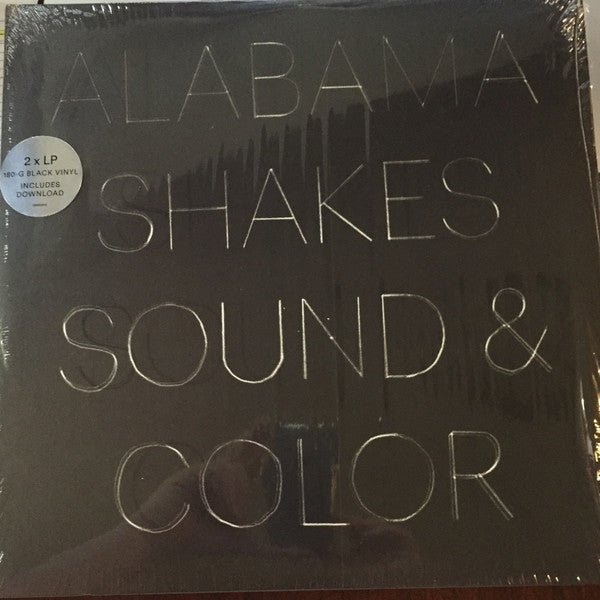 ALABAMA
SHAKES
SOUND &
COLOR
2 x LP
180-G BLACK VINYL
INCLUDES
DOWNLOAD